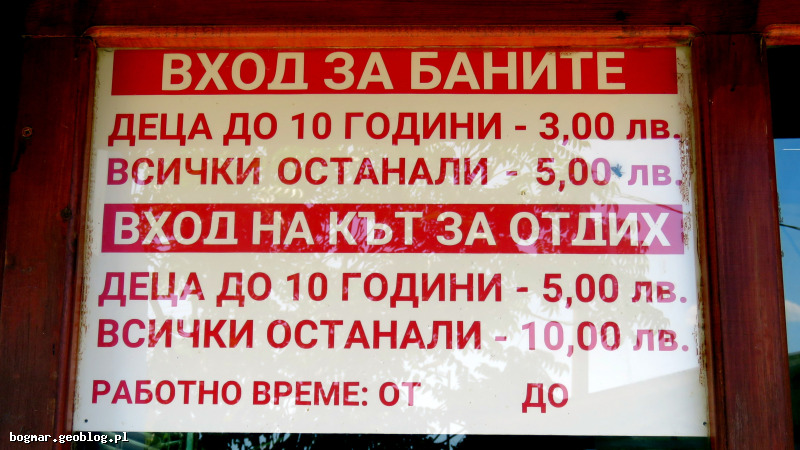 ВХОД ЗА БАНИТЕ
ДЕЦА ДО 10 ГОДИНИ - 3,00 лв.
ВСИЧКИ ОСТАНАЛИ - 5,00 лв.
ВХОД НА КЪТ ЗА ОТДИХ
ДЕЦА ДО 10 ГОДИНИ - 5,00 лв.
ВСИЧКИ ОСТАНАЛИ - 10,00 лв.
РАБОТНО ВРЕМЕ: ОТ ДО
bogmar.geoblog.pl